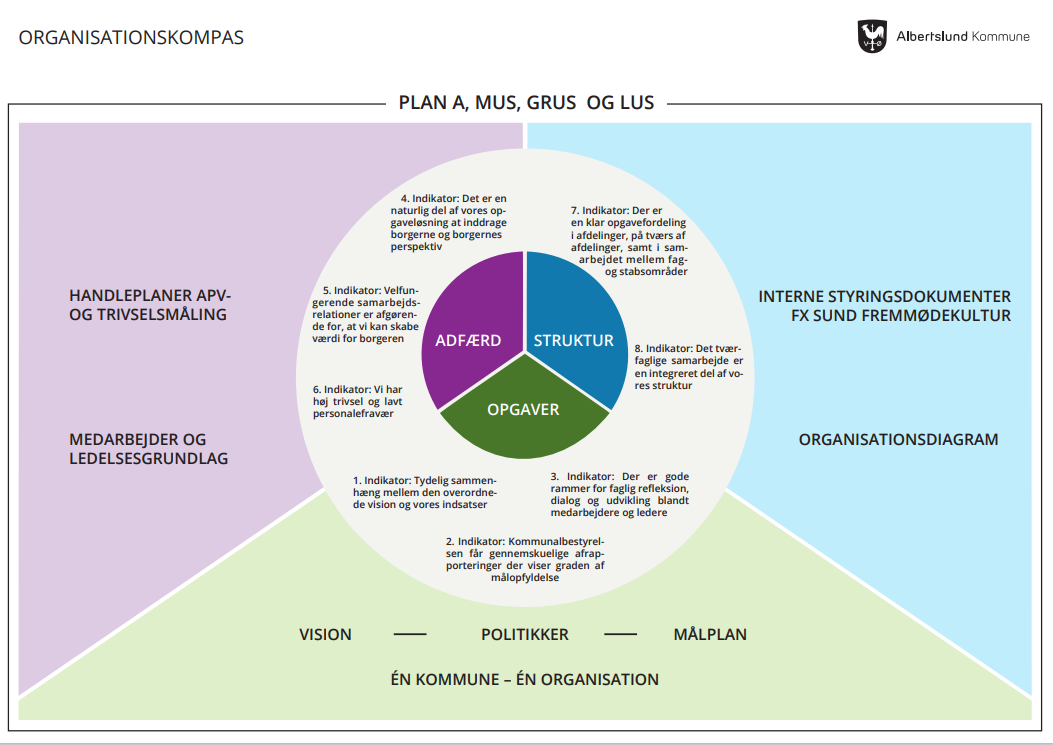 ORGANISATIONSKOMPAS
Albertslund Kommune
PLAN A, MUS, GRUS OG LUS
4. Indikator: Det er en
naturlig del af vores op-
gaveløsning at inddrage
borgerne og borgernes
perspektiv
7. Indikator: Der er
en klar opgavefordeling
i afdelinger, på tværs af
afdelinger, samt i sam-
arbejdet mellem fag-
og stabsområder
HANDLEPLANER APV-
OG TRIVSELSMÅLING
5. Indikator: Velfun-
gerende samarbejds-
relationer er afgøren-
de for, at vi kan skabe
værdi for borgeren
INTERNE STYRINGSDOKUMENTER
FX SUND FREMMØDEKULTUR
ADFÆRD
STRUKTUR
8. Indikator: Det tvær-
faglige samarbejde er
en integreret del af vo-
res struktur
6. Indikator: Vi har
høj trivsel og lavt
personalefravær
OPGAVER
MEDARBEJDER OG
LEDELSESGRUNDLAG
ORGANISATIONSDIAGRAM
1. Indikator: Tydelig sammen-
hæng mellem den overordne-
de vision og vores indsatser
3. Indikator: Der er gode
rammer for faglig refleksion,
dialog og udvikling blandt
medarbejdere og ledere
2. Indikator: Kommunalbestyrel-
sen får gennemskuelige afrap-
porteringer der viser graden af
målopfyldelse
VISION — POLITIKKER — MÅLPLAN
ÉN KOMMUNE – ÉN ORGANISATION